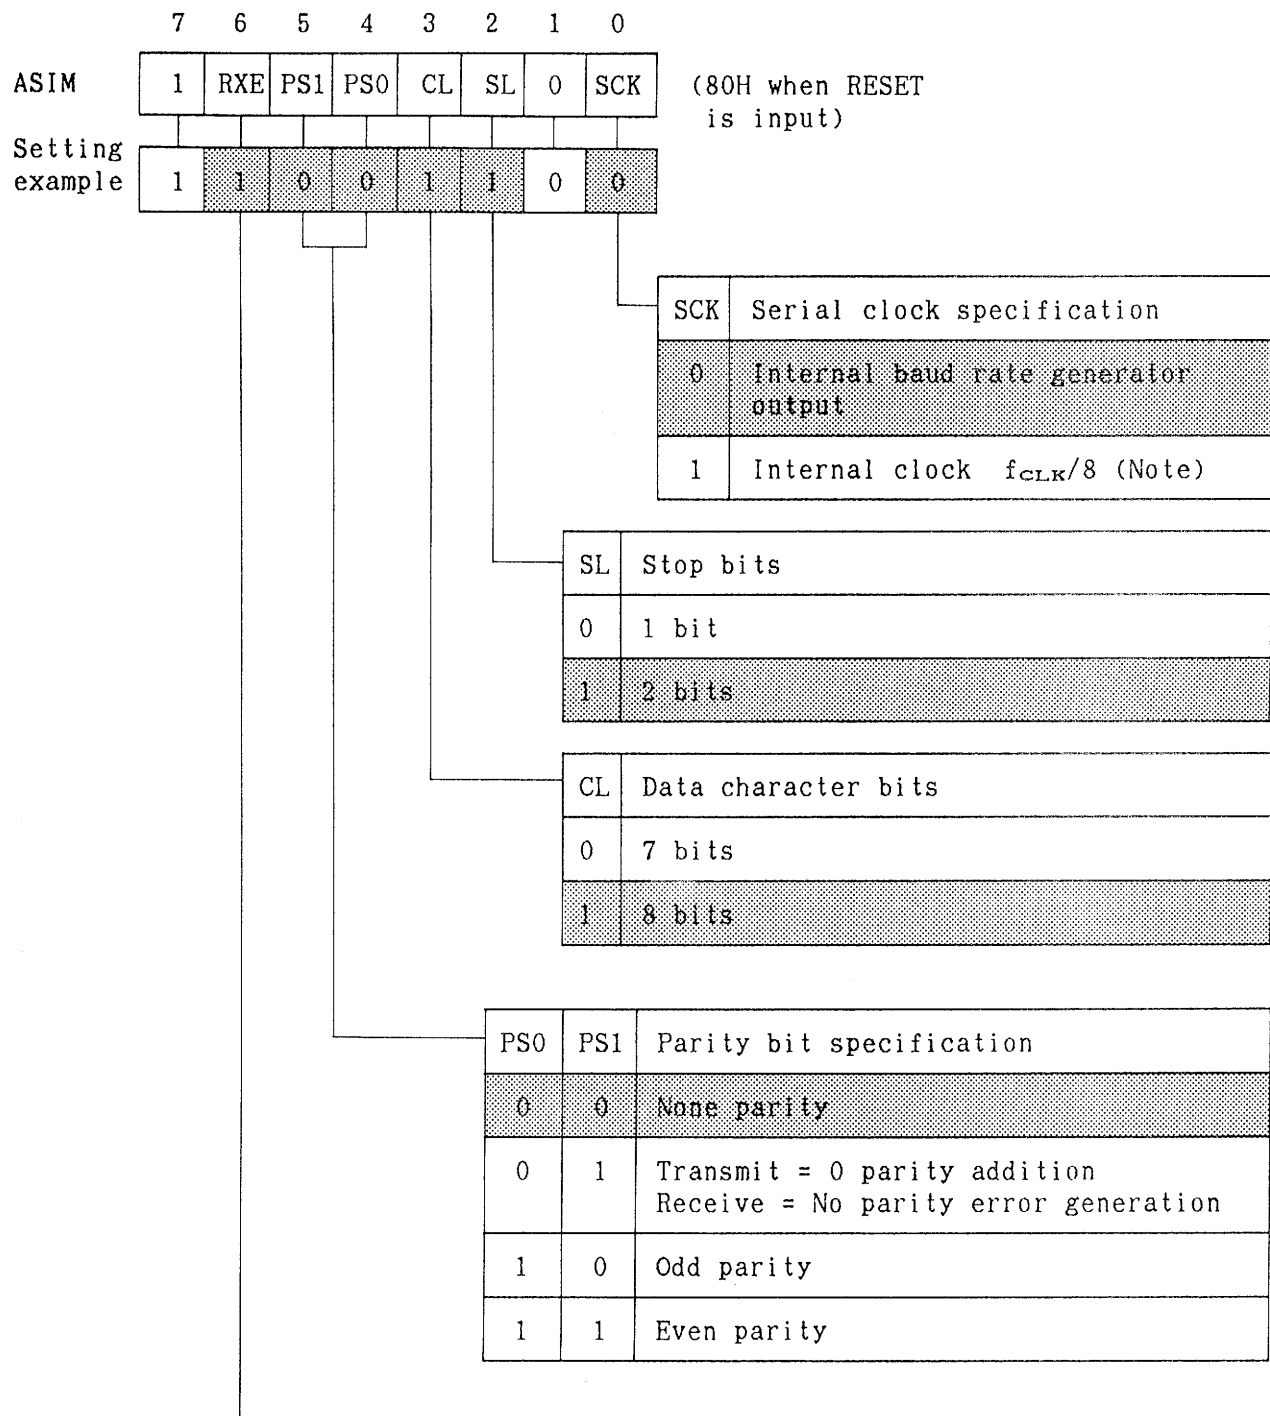 7 6 5 4 3 2 1 0
ASIM 1 RXE PS1 PS0 CL SL 0 SCK (80H when RESET
is input)
Setting
example 1 1 0 0 1 1 0 0
SCK Serial clock specification
0 Internal baud rate generator
output
1 Internal clock fCLK/8 (Note)
SL Stop bits
0 1 bit
1 2 bits
CL Data character bits
0 7 bits
1 8 bits
PS0 PS1 Parity bit specification
0 0 None parity
0 1 Transmit = 0 parity addition
Receive = No parity error generation
1 0 Odd parity
1 1 Even parity